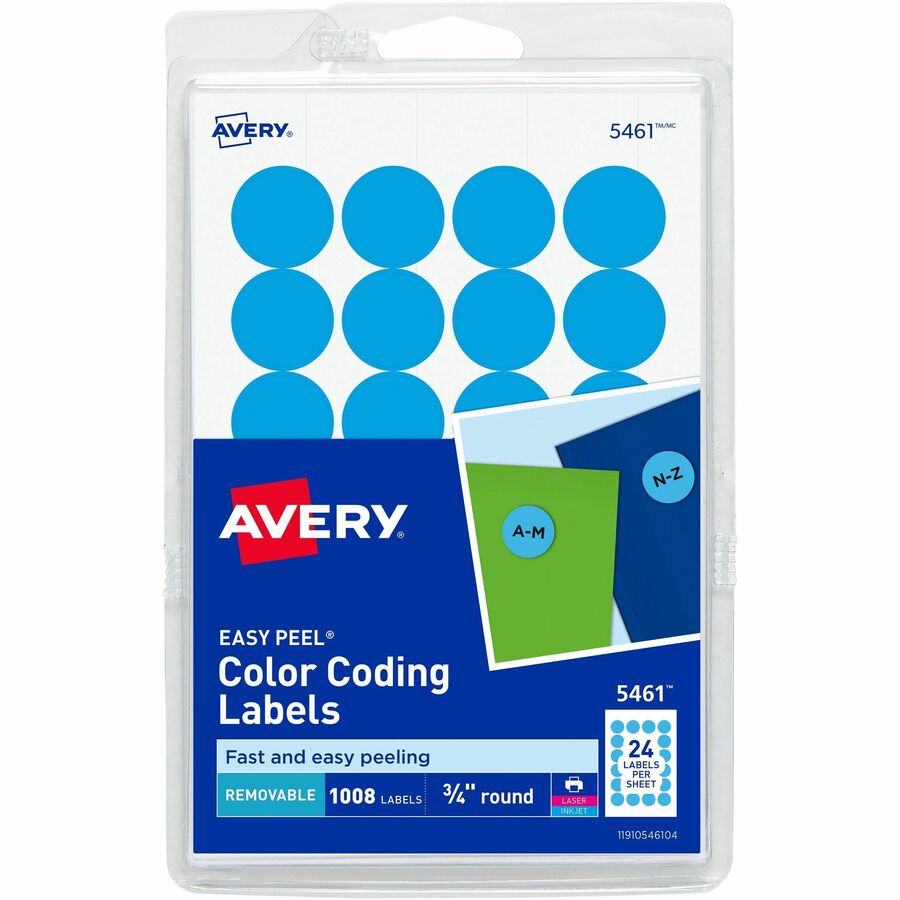 AVERY®
5461™/MC
N-Z
A-M
AVERY®
EASY PEEL®
Color Coding
Labels
5461™
24
LABELS
PER
SHEET
Fast and easy peeling
REMOVABLE
1008 LABELS
¾" round
LASER
INKJET
11910546104